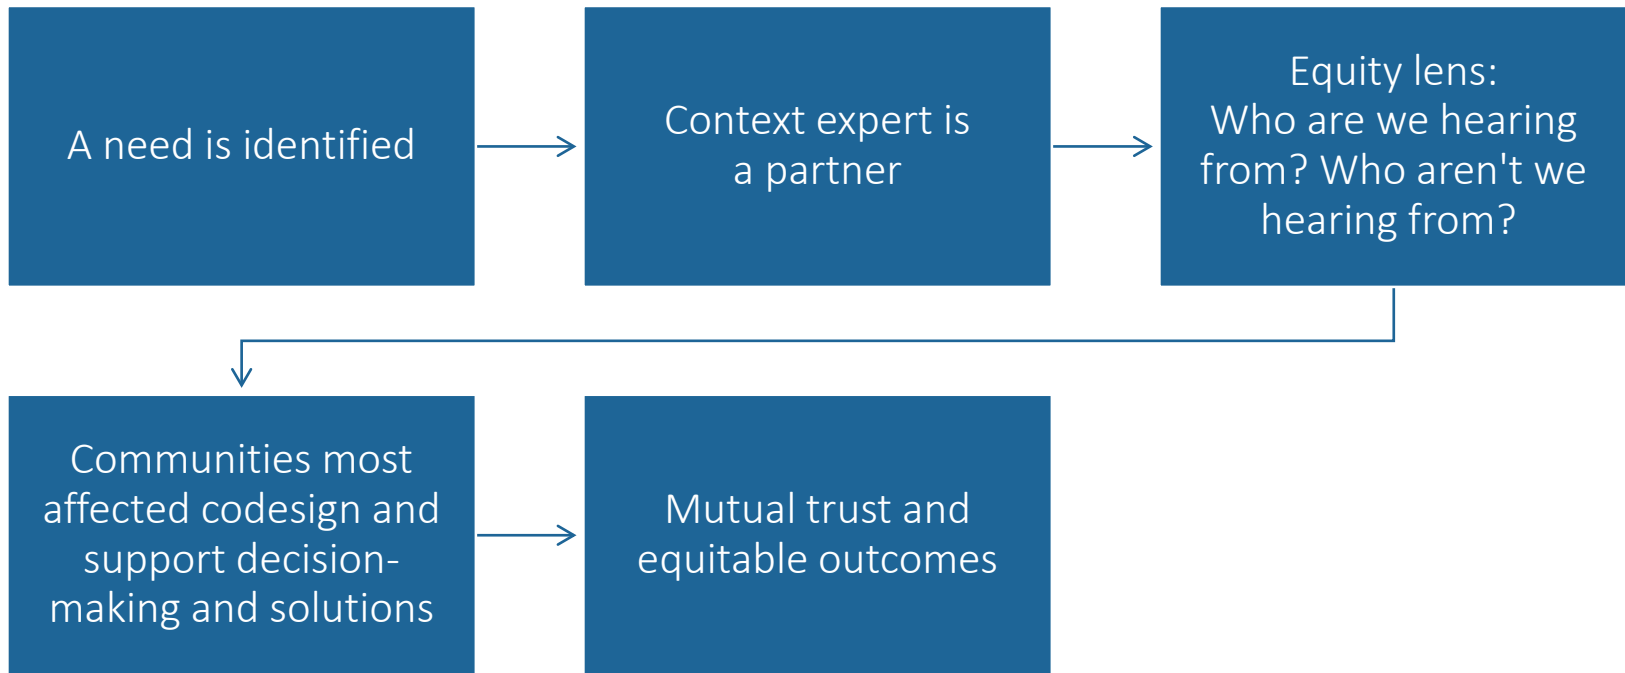 A need is identified
Context expert is
a partner
Equity lens:
Who are we hearing
from? Who aren't we
hearing from?
Communities most
affected codesign and
support decision-
making and solutions
Mutual trust and
equitable outcomes